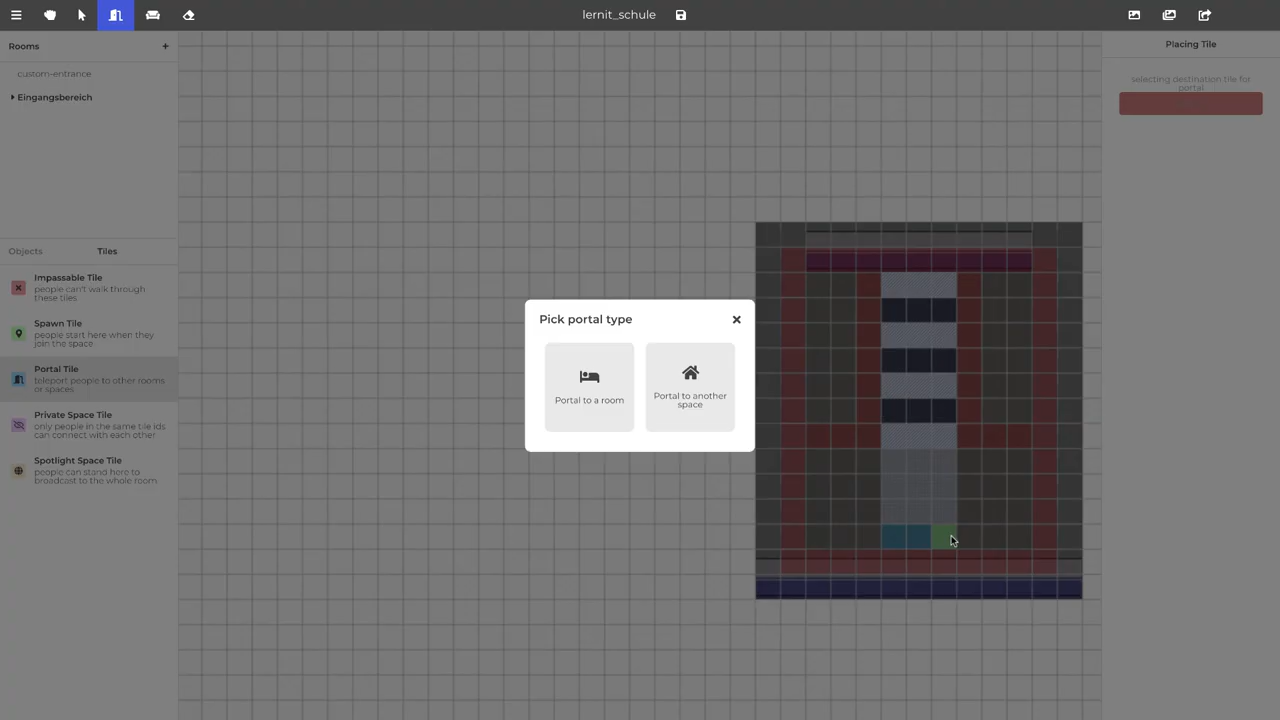 lernit_schule
Rooms
+
custom-entrance
Eingangsbereich
Objects
Tiles
Impassable Tile
people can't walk through
these tiles
Spawn Tile
people start here when they
join the space
Portal Tile
teleport people to other rooms
or spaces
Private Space Tile
only people in the same tile ids
can connect with each other
Spotlight Space Tile
people can stand here to
broadcast to the whole room
Pick portal type
Portal to a room
Portal to another
space
Placing Tile
selecting destination tile for
portal